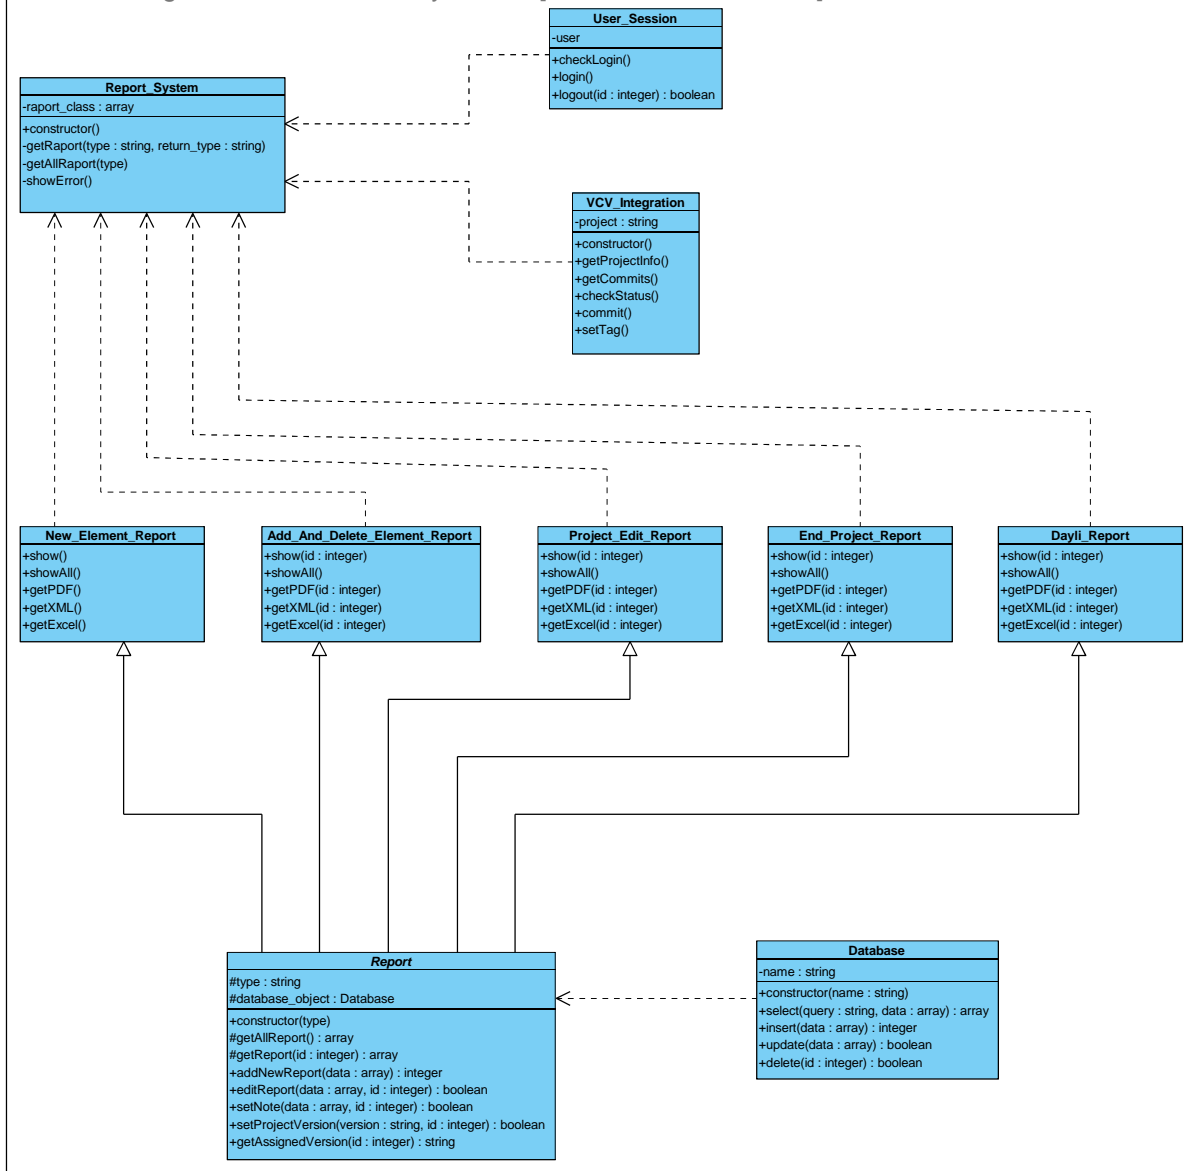 User_Session
-user
+checkLogin()
+login()
+logout(id : integer) : boolean
Report_System
-raport_class : array
+constructor()
-getRaport(type : string, return_type : string)
-getAllRaport(type)
-showError()
VCV_Integration
-project : string
+constructor()
+getProjectInfo()
+getCommits()
+checkStatus()
+commit()
+setTag()
New_Element_Report
+show()
+showAll()
+getPDF()
+getXML()
+getExcel()
Add_And_Delete_Element_Report
+show(id : integer)
+showAll()
+getPDF(id : integer)
+getXML(id : integer)
+getExcel(id : integer)
Project_Edit_Report
+show(id : integer)
+showAll()
+getPDF(id : integer)
+getXML(id : integer)
+getExcel(id : integer)
End_Project_Report
+show(id : integer)
+showAll()
+getPDF(id : integer)
+getXML(id : integer)
+getExcel(id : integer)
Dayli_Report
+show(id : integer)
+showAll()
+getPDF(id : integer)
+getXML(id : integer)
+getExcel(id : integer)
Report
#type : string
#database_object : Database
+constructor(type)
#getAllReport() : array
#getReport(id : integer) : array
+addNewReport(data : array) : integer
+editReport(data : array, id : integer) : boolean
+setNote(data : array, id : integer) : boolean
+setProjectVersion(version : string, id : integer) : boolean
+getAssignedVersion(id : integer) : string
Database
-name : string
+constructor(name : string)
+select(query : string, data : array) : array
+insert(data : array) : integer
+update(data : array) : boolean
+delete(id : integer) : boolean